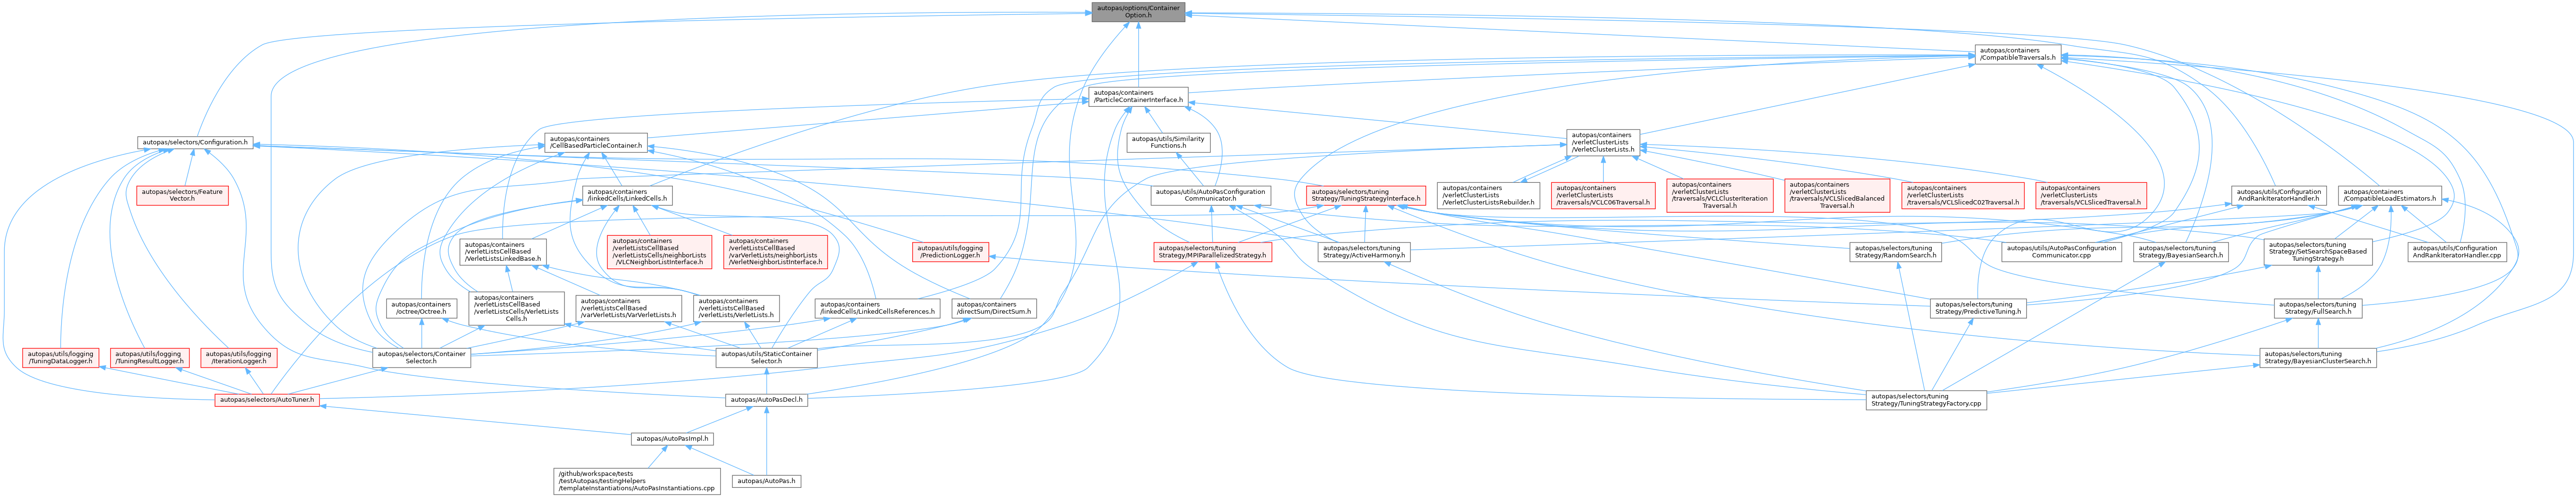 autopas/options/Container
Option.h
autopas/containers
/CompatibleTraversals.h
autopas/containers
/ParticleContainerInterface.h
autopas/selectors/Configuration.h
autopas/containers
/CellBasedParticleContainer.h
autopas/utils/Similarity
Functions.h
autopas/containers
/verletClusterLists
/VerletClusterLists.h
autopas/selectors/Feature
Vector.h
autopas/containers
/linkedCells/LinkedCells.h
autopas/utils/AutoPasConfiguration
Communicator.h
autopas/selectors/tuning
Strategy/TuningStrategyInterface.h
autopas/containers
/verletClusterLists
/VerletClusterListsRebuilder.h
autopas/containers
/verletClusterLists
/traversals/VCLC06Traversal.h
autopas/containers
/verletClusterLists
/traversals/VCLClusterIteration
Traversal.h
autopas/containers
/verletClusterLists
/traversals/VCLSlicedBalanced
Traversal.h
autopas/containers
/verletClusterLists
/traversals/VCLSlicedC02Traversal.h
autopas/containers
/verletClusterLists
/traversals/VCLSlicedTraversal.h
autopas/utils/Configuration
AndRankIteratorHandler.h
autopas/containers
/CompatibleLoadEstimators.h
autopas/containers
/verletListsCellBased
/VerletListsLinkedBase.h
autopas/containers
/verletListsCellBased
/verletListsCells/neighborLists
/VLCNeighborListInterface.h
autopas/containers
/verletListsCellBased
/varVerletLists/neighborLists
/VerletNeighborListInterface.h
autopas/utils/logging
/PredictionLogger.h
autopas/selectors/tuning
Strategy/MPIParallelizedStrategy.h
autopas/selectors/tuning
Strategy/ActiveHarmony.h
autopas/selectors/tuning
Strategy/RandomSearch.h
autopas/utils/AutoPasConfiguration
Communicator.cpp
autopas/selectors/tuning
Strategy/BayesianSearch.h
autopas/selectors/tuning
Strategy/SetSearchSpaceBased
TuningStrategy.h
autopas/utils/Configuration
AndRankIteratorHandler.cpp
autopas/containers
/octree/Octree.h
autopas/containers
/verletListsCellBased
/verletListsCells/VerletLists
Cells.h
autopas/containers
/verletListsCellBased
/varVerletLists/VarVerletLists.h
autopas/containers
/verletListsCellBased
/verletLists/VerletLists.h
autopas/containers
/linkedCells/LinkedCellsReferences.h
autopas/containers
/directSum/DirectSum.h
autopas/selectors/tuning
Strategy/PredictiveTuning.h
autopas/selectors/tuning
Strategy/FullSearch.h
autopas/utils/logging
/TuningDataLogger.h
autopas/utils/logging
/TuningResultLogger.h
autopas/utils/logging
/IterationLogger.h
autopas/selectors/Container
Selector.h
autopas/utils/StaticContainer
Selector.h
autopas/selectors/tuning
Strategy/BayesianClusterSearch.h
autopas/selectors/AutoTuner.h
autopas/AutoPasDecl.h
autopas/selectors/tuning
Strategy/TuningStrategyFactory.cpp
autopas/AutoPasImpl.h
/github/workspace/tests
/testAutopas/testingHelpers
/templateInstantiations/AutoPasInstantiations.cpp
autopas/AutoPas.h